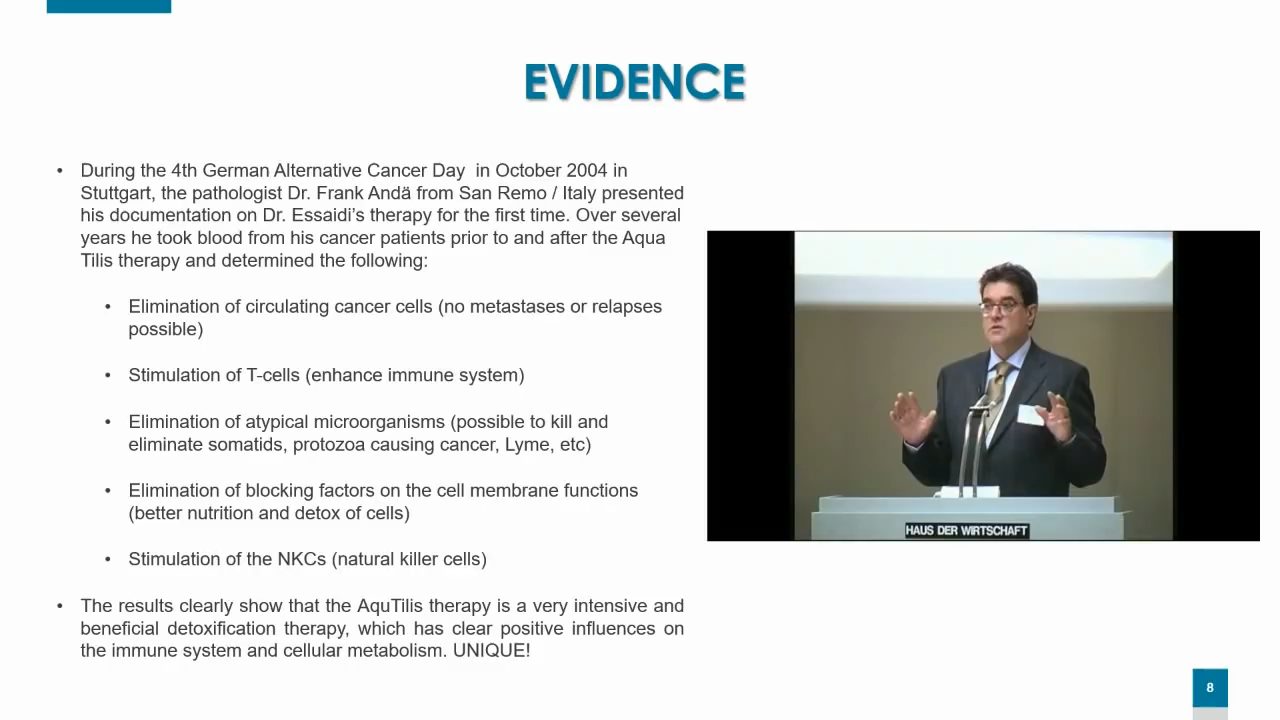 EVIDENCE
• During the 4th German Alternative Cancer Day  in October 2004 in
Stuttgart, the pathologist Dr. Frank Andä from San Remo / Italy presented
his documentation on Dr. Essaidi’s therapy for the first time. Over several
years he took blood from his cancer patients prior to and after the Aqua
Tilis therapy and determined the following:
• Elimination of circulating cancer cells (no metastases or relapses
possible)
• Stimulation of T-cells (enhance immune system)
• Elimination of atypical microorganisms (possible to kill and
eliminate somatids, protozoa causing cancer, Lyme, etc)
• Elimination of blocking factors on the cell membrane functions
(better nutrition and detox of cells)
• Stimulation of the NKCs (natural killer cells)
• The results clearly show that the AquTilis therapy is a very intensive and
beneficial detoxification therapy, which has clear positive influences on
the immune system and cellular metabolism. UNIQUE!
HAUS DER WIRTSCHAFT
8